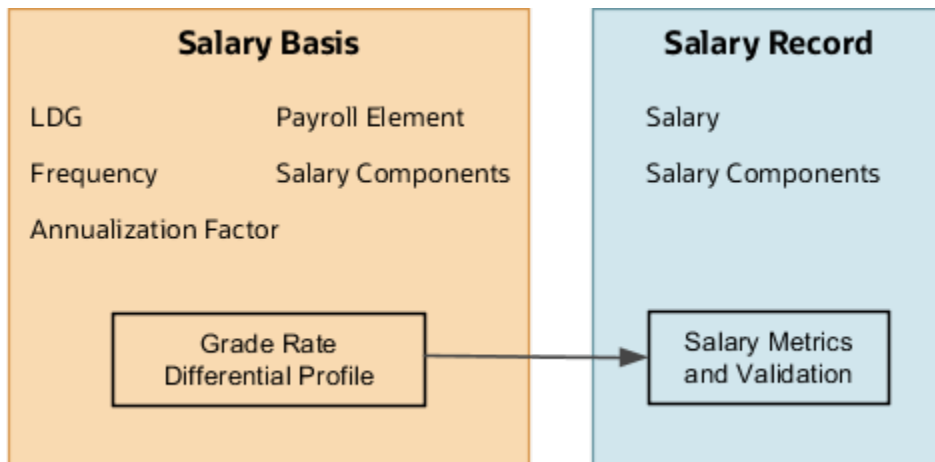 Salary Basis
LDG
Payroll Element
Frequency
Salary Components
Annualization Factor
Grade Rate
Differential Profile
Salary Record
Salary
Salary Components
Salary Metrics
and Validation